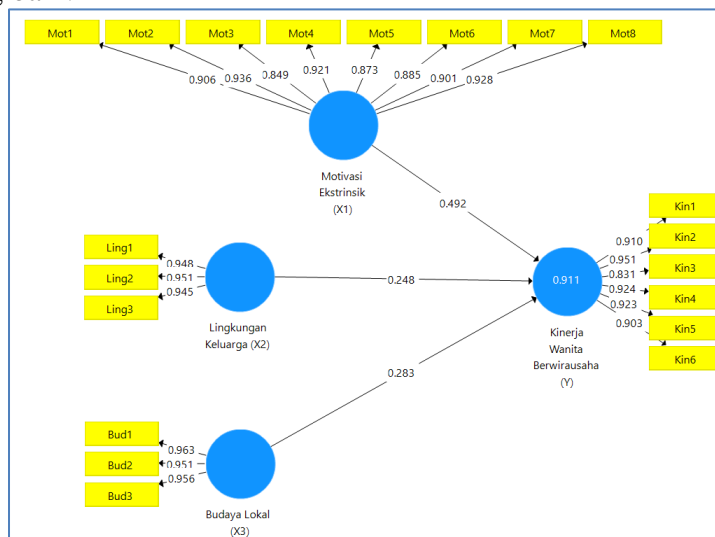 Mot1 Mot2 Mot3 Mot4 Mot5 Mot6 Mot7 Mot8
0.906 0.936 0.849 0.921 0.873 0.885 0.901 0.928
Motivasi
Ekstrinsik
(X1)
0.492
Ling1
Ling2
Ling3
0.948
0.951
0.945
Lingkungan
Keluarga (X2)
0.248
Bud1
Bud2
Bud3
0.963
0.951
0.956
Budaya Lokal
(X3)
0.283
0.911
Kinerja
Wanita
Berwirausaha
(Y)
0.910
0.951
0.831
0.924
0.923
0.903
Kin1
Kin2
Kin3
Kin4
Kin5
Kin6